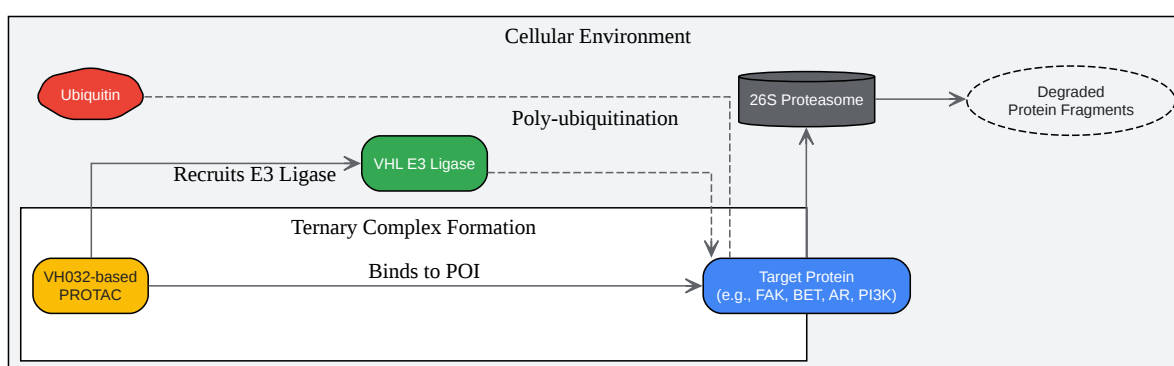 Cellular Environment
Ubiquitin
26S Proteasome
Degraded
Protein Fragments
Poly-ubiquitination
VHL E3 Ligase
Recruits E3 Ligase
Ternary Complex Formation
VH032-based
PROTAC
Binds to POI
Target Protein
(e.g., FAK, BET, AR, PI3K)